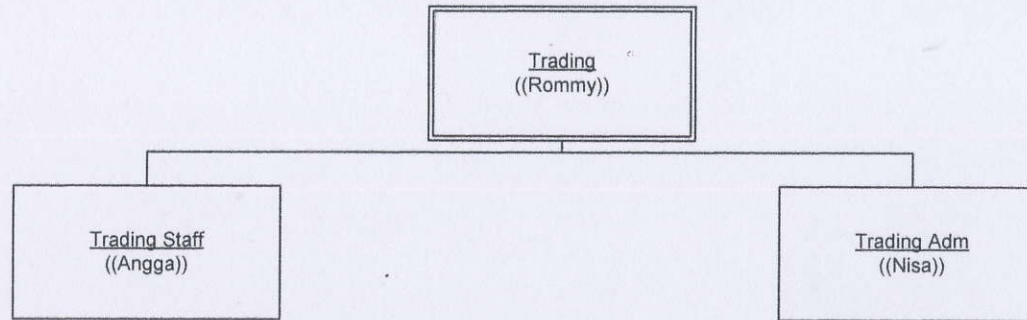 Trading
((Rommy))
Trading Staff
((Angga))
Trading Adm
((Nisa))